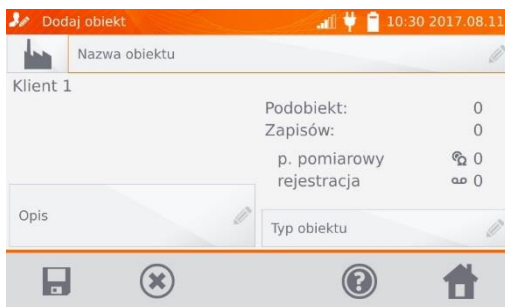 Dodaj obiekt
10:30 2017.08.11
Nazwa obiektu
Klient 1
Podobiekt: 0
Zapisów: 0
p. pomiarowy 0
rejestracja 0
Opis
Typ obiektu